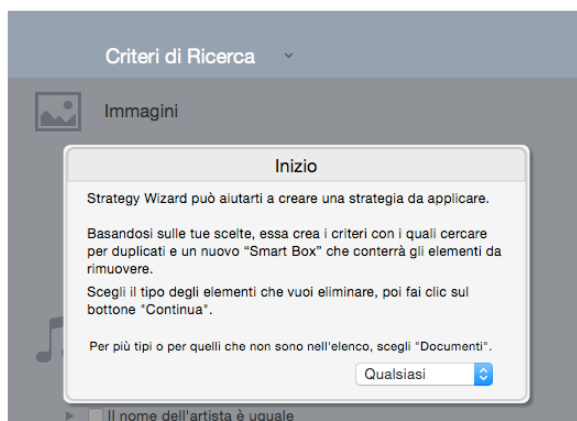 Criteri di Ricerca
Immagini
Inizio
Strategy Wizard può aiutarti a creare una strategia da applicare.
Basandosi sulle tue scelte, essa crea i criteri con i quali cercare
per duplicati e un nuovo “Smart Box” che conterrà gli elementi da
rimuovere.
Scegli il tipo degli elementi che vuoi eliminare, poi fai clic sul
bottone "Continua".
Per più tipi o per quelli che non sono nell'elenco, scegli "Documenti".
Qualsiasi
Il nome dell'artista è uguale